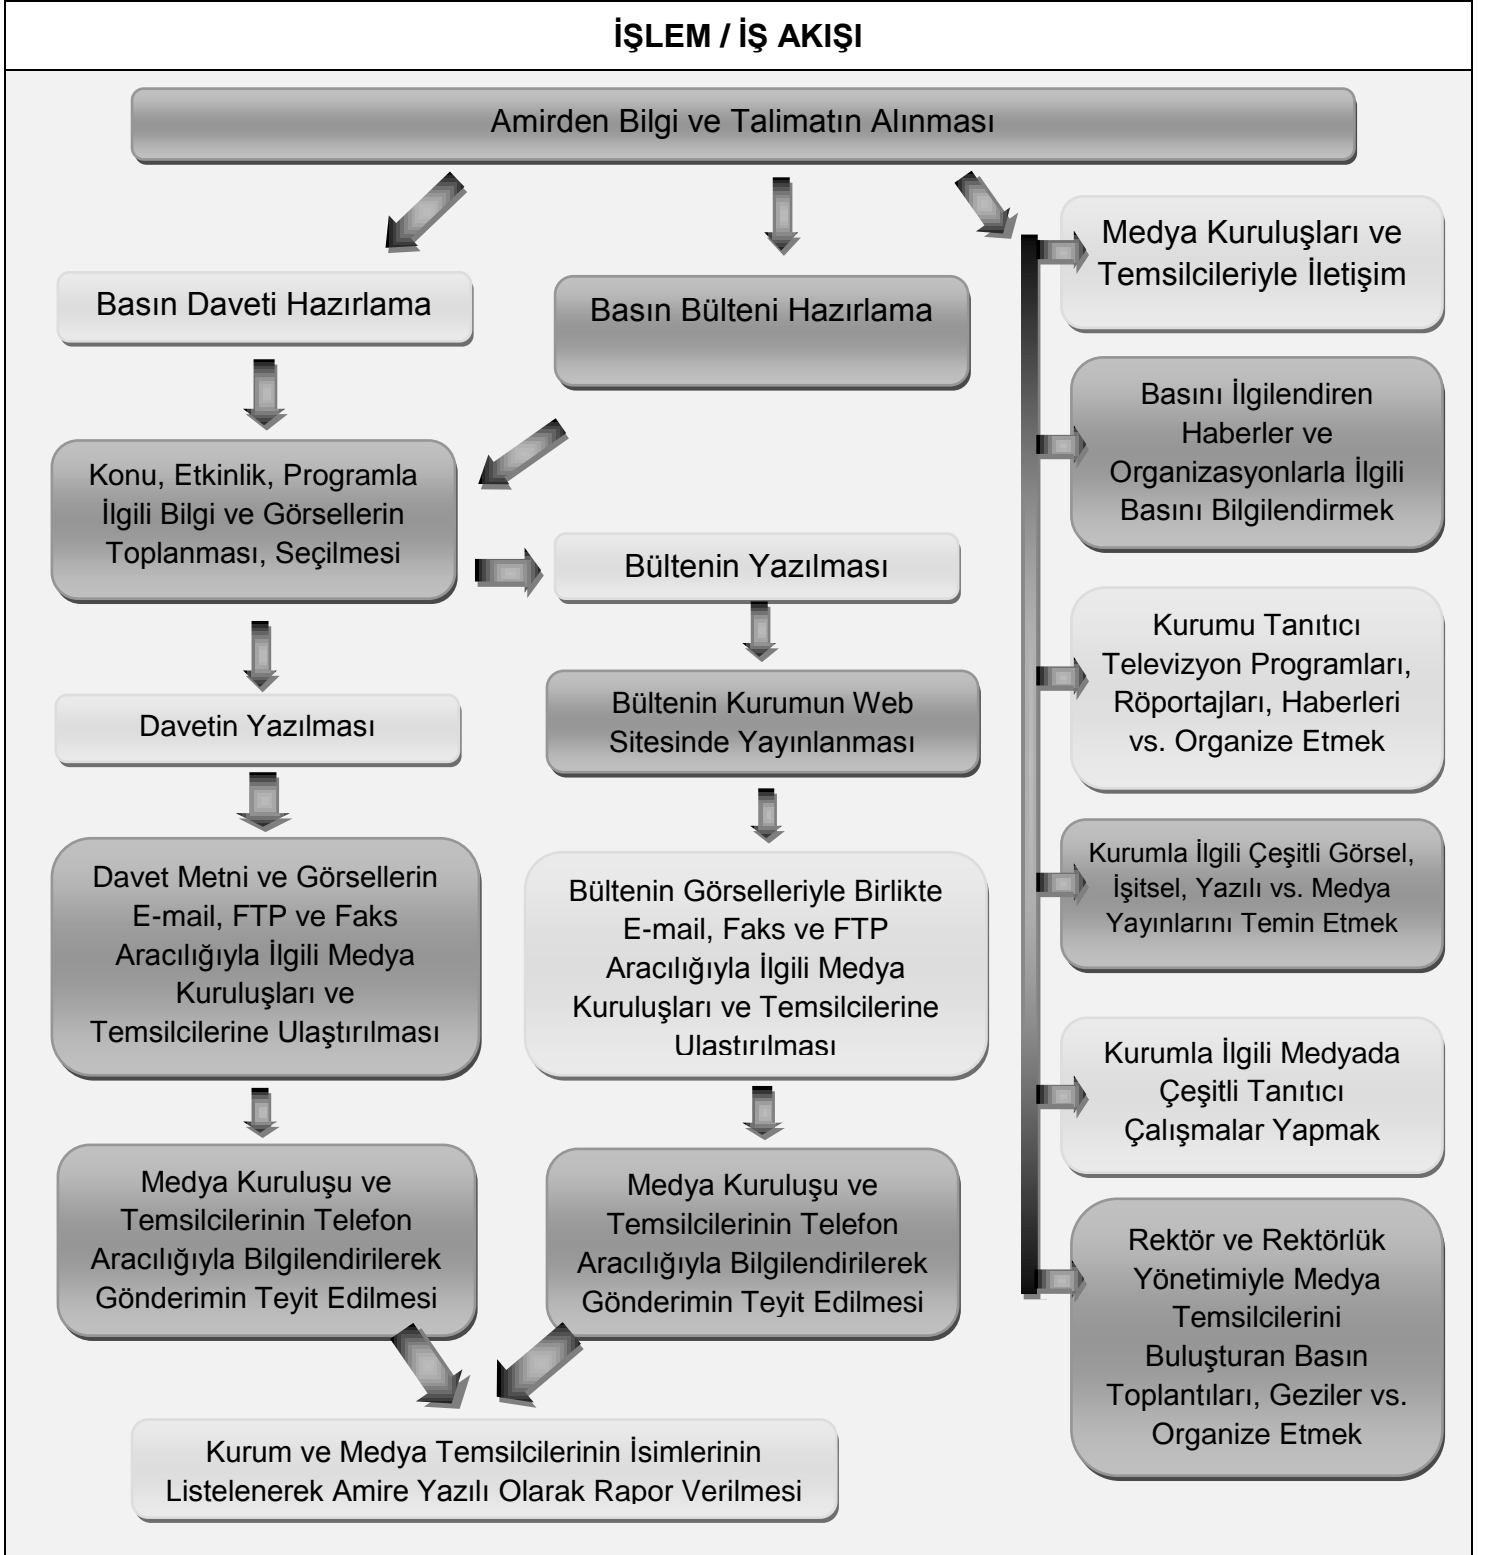 İŞLEM / İŞ AKIŞI
Amirden Bilgi ve Talimatın Alınması
Basın Daveti Hazırlama
Basın Bülteni Hazırlama
Konu, Etkinlik, Programla
İlgili Bilgi ve Görsellerin
Toplanması, Seçilmesi
Bültenin Yazılması
Davetin Yazılması
Bültenin Kurumun Web
Sitesinde Yayınlanması
Davet Metni ve Görsellerin
E-mail, FTP ve Faks
Aracılığıyla İlgili Medya
Kuruluşları ve
Temsilcilerine Ulaştırılması
Bültenin Görselleriyle Birlikte
E-mail, Faks ve FTP
Aracılığıyla İlgili Medya
Kuruluşları ve Temsilcilerine
Ulaştırılması
Medya Kuruluşu ve
Temsilcilerinin Telefon
Aracılığıyla Bilgilendirilerek
Gönderimin Teyit Edilmesi
Medya Kuruluşu ve
Temsilcilerinin Telefon
Aracılığıyla Bilgilendirilerek
Gönderimin Teyit Edilmesi
Kurum ve Medya Temsilcilerinin İsimlerinin
Listelenerek Amire Yazılı Olarak Rapor Verilmesi
Medya Kuruluşları ve
Temsilcileriyle İletişim
Basını İlgilendiren
Haberler ve
Organizasyonlarla İlgili
Basını Bilgilendirmek
Kurumu Tanıtıcı
Televizyon Programları,
Röportajları, Haberleri
vs. Organize Etmek
Kurumla İlgili Çeşitli Görsel,
İşitsel, Yazılı vs. Medya
Yayınlarını Temin Etmek
Kurumla İlgili Medyada
Çeşitli Tanıtıcı
Çalışmalar Yapmak
Rektör ve Rektörlük
Yönetimiyle Medya
Temsilcilerini
Buluşturan Basın
Toplantıları, Geziler vs.
Organize Etmek